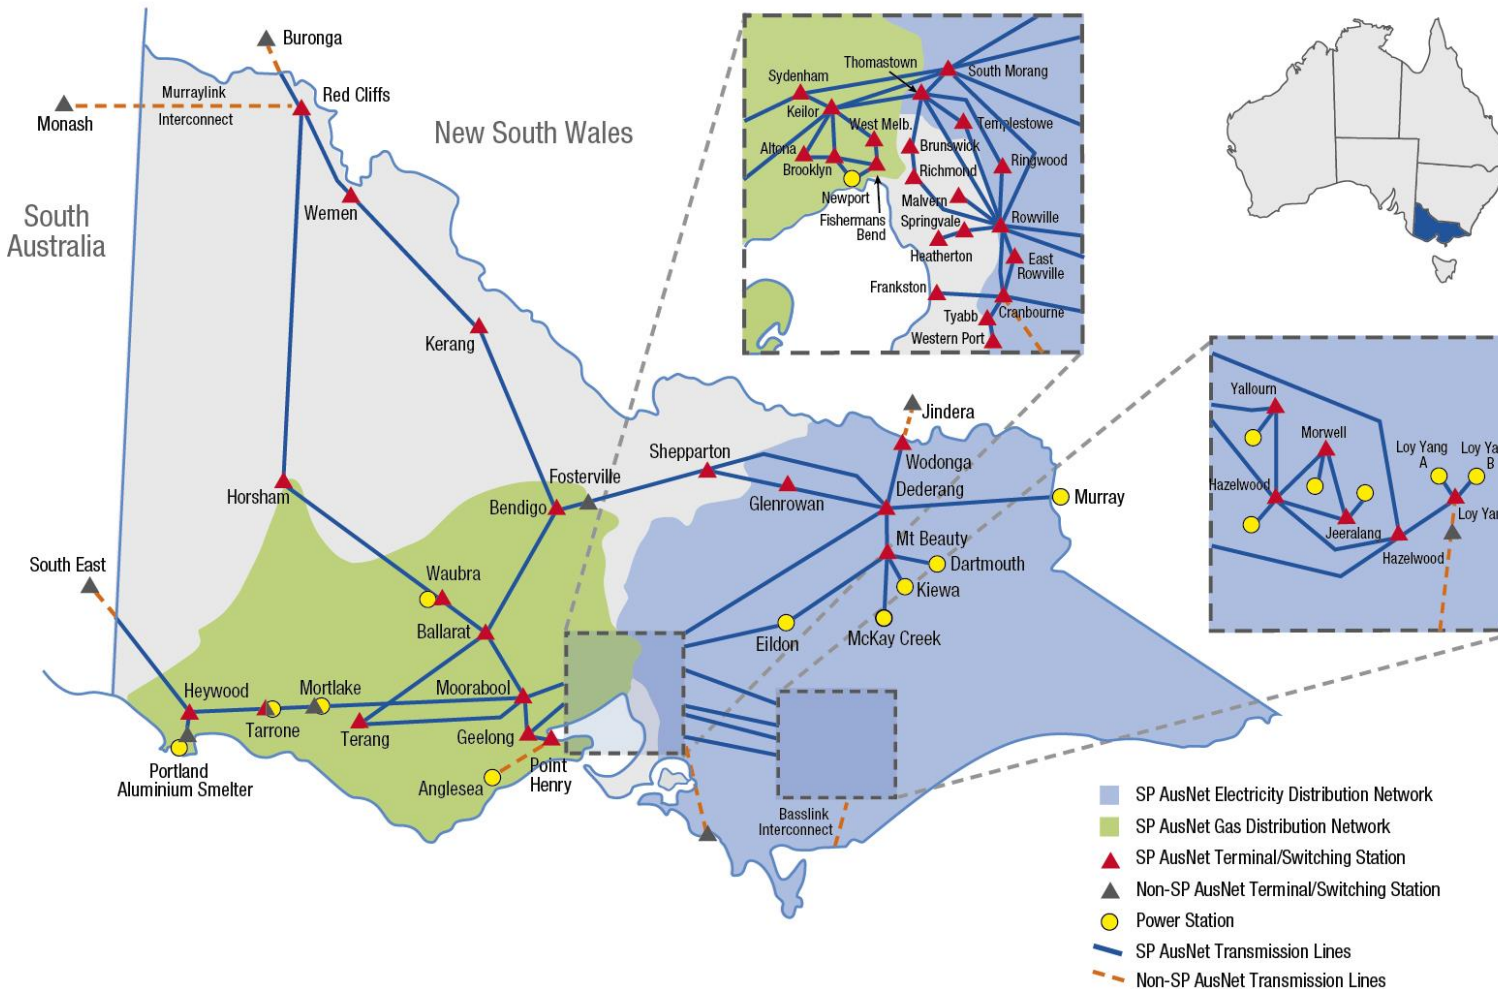 Buronga
Murraylink
Interconnect
Red Cliffs
Monash
New South Wales
South
Australia
Wemen
Kerang
Horsham
Fosterville
Bendigo
Shepparton
Glenrowan
Jindera
Wodonga
Dederang
Murray
Mt Beauty
Dartmouth
Kiewa
McKay Creek
Eildon
South East
Waubra
Ballarat
Heywood
Mortlake
Moorabool
Tarrone
Terang
Geelong
Point
Henry
Portland
Aluminium Smelter
Anglesea
Basslink
Interconnect
Thomastown
South Morang
Sydenham
Keilor
West Melb.
Templestowe
Altona
Brunswick
Ringwood
Brooklyn
Richmond
Newport
Malvern
Fishermans
Bend
Springvale
Rowville
Heatherton
East
Rowville
Frankston
Cranbourne
Tyabb
Western Port
Yallourn
Morwell
Loy Yang
A
Loy Ya
B
Hazelwood
Loy Yan
Jeeralang
Hazelwood
SP AusNet Electricity Distribution Network
SP AusNet Gas Distribution Network
SP AusNet Terminal/Switching Station
Non-SP AusNet Terminal/Switching Station
Power Station
SP AusNet Transmission Lines
Non-SP AusNet Transmission Lines